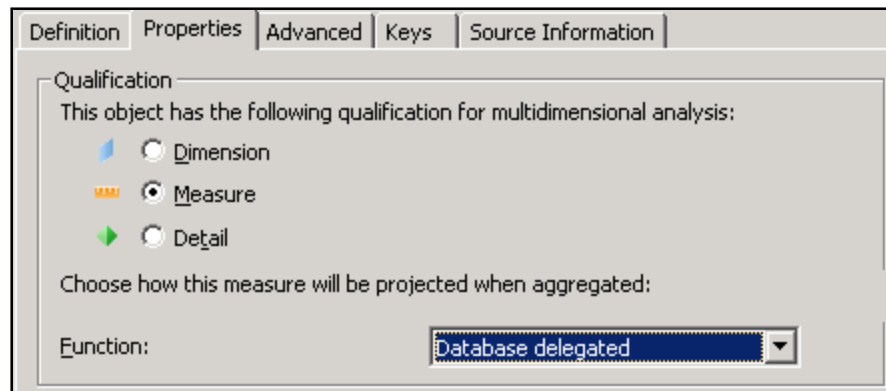 Definition Properties Advanced Keys Source Information
Qualification
This object has the following qualification for multidimensional analysis:
Dimension
Measure
Detail
Choose how this measure will be projected when aggregated:
Function: Database delegated